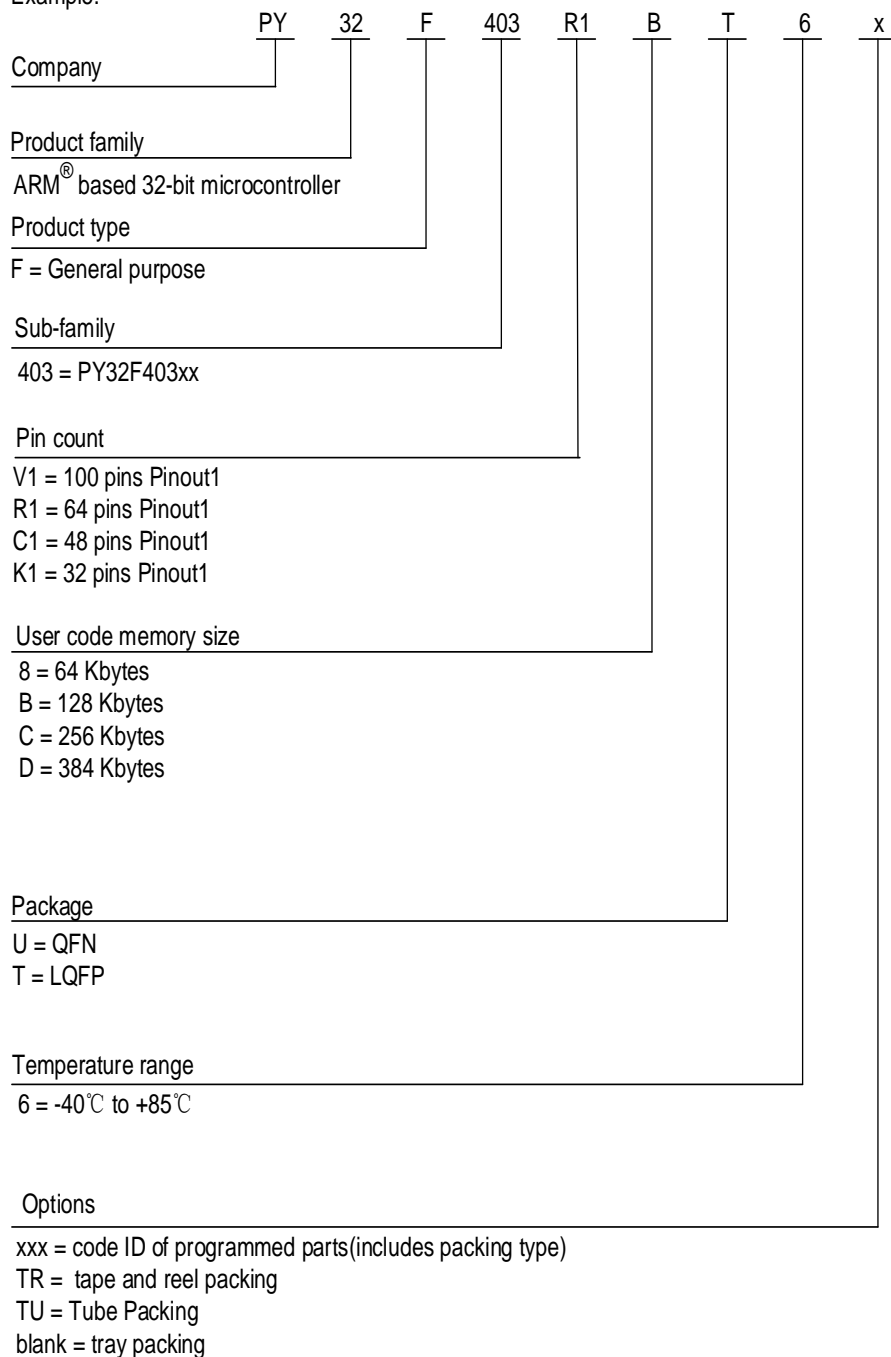 Example:
PY 32 F 403 R1 B T 6 x
Company
Product family
ARM® based 32-bit microcontroller
Product type
F = General purpose
Sub-family
403 = PY32F403xx
Pin count
V1 = 100 pins Pinout1
R1 = 64 pins Pinout1
C1 = 48 pins Pinout1
K1 = 32 pins Pinout1
User code memory size
8 = 64 Kbytes
B = 128 Kbytes
C = 256 Kbytes
D = 384 Kbytes
Package
U = QFN
T = LQFP
Temperature range
6 = -40℃ to +85℃
Options
xxx = code ID of programmed parts(includes packing type)
TR = tape and reel packing
TU = Tube Packing
blank = tray packing